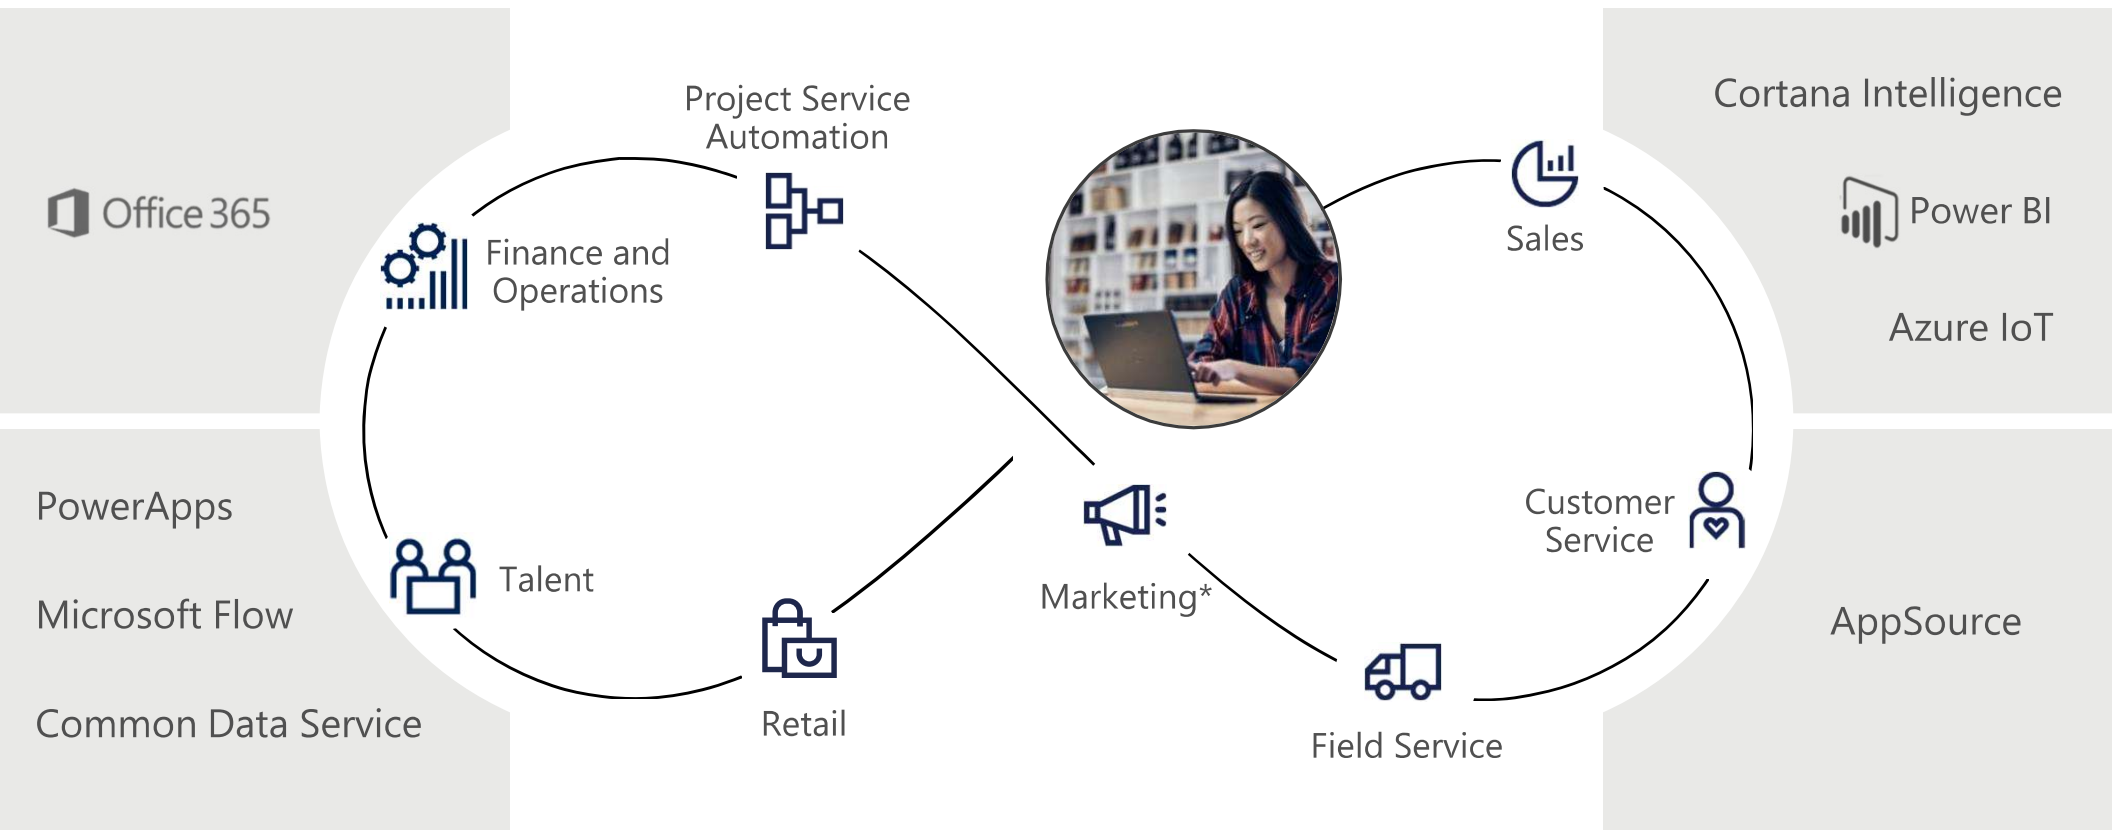 Office 365
PowerApps
Microsoft Flow
Common Data Service
Project Service
Automation
Finance and
Operations
Talent
Retail
Marketing*
Sales
Customer
Service
Field Service
Cortana Intelligence
Power BI
Azure IoT
AppSource